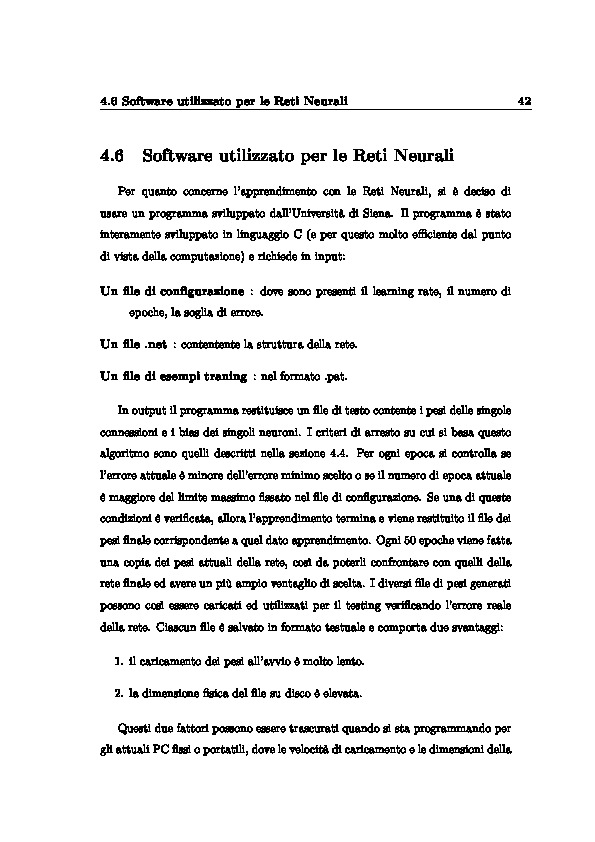 4.6 Software utilizzato per le Reti Neurali 42
4.6 Software utilizzato per le Reti Neurali
Per quanto concerne l'apprendimento con le Reti Neurali, si è deciso di
usare un programma sviluppato dall'Università di Siena. Il programma è stato
interamente sviluppato in linguaggio C (e per questo molto efficiente dal punto
di vista della computazione) e richiede in input:
Un file di configurazione : dove sono presenti il learning rate, il numero di
epoche, la soglia di errore.
Un file .net : contentente la struttura della rete.
Un file di esempi traning : nel formato .pat.
In output il programma restituisce un file di testo contente i pesi delle singole
connessioni e i bias dei singoli neuroni. I criteri di arresto su cui si basa questo
algoritmo sono quelli descritti nella sezione 4.4. Per ogni epoca si controlla se
l'errore attuale è minore dell'errore minimo scelto o se il numero di epoca attuale
è maggiore del limite massimo fissato nel file di configurazione. Se una di queste
condizioni è verificata, allora l'apprendimento termina e viene restituito il file dei
pesi finale corrispondente a quel dato apprendimento. Ogni 50 epoche viene fatta
una copia dei pesi attuali della rete, così da poterli confrontare con quelli della
rete finale ed avere un più ampio ventaglio di scelta. I diversi file di pesi generati
possono così essere caricati ed utilizzati per il testing verificando l'errore reale
della rete. Ciascun file è salvato in formato testuale e comporta due svantaggi:
1. il caricamento dei pesi all'avvio è molto lento.
2. la dimensione fisica del file su disco è elevata.
Questi due fattori possono essere trascurati quando si sta programmando per
gli attuali PC fissi o portatili, dove le velocità di caricamento e le dimensioni della